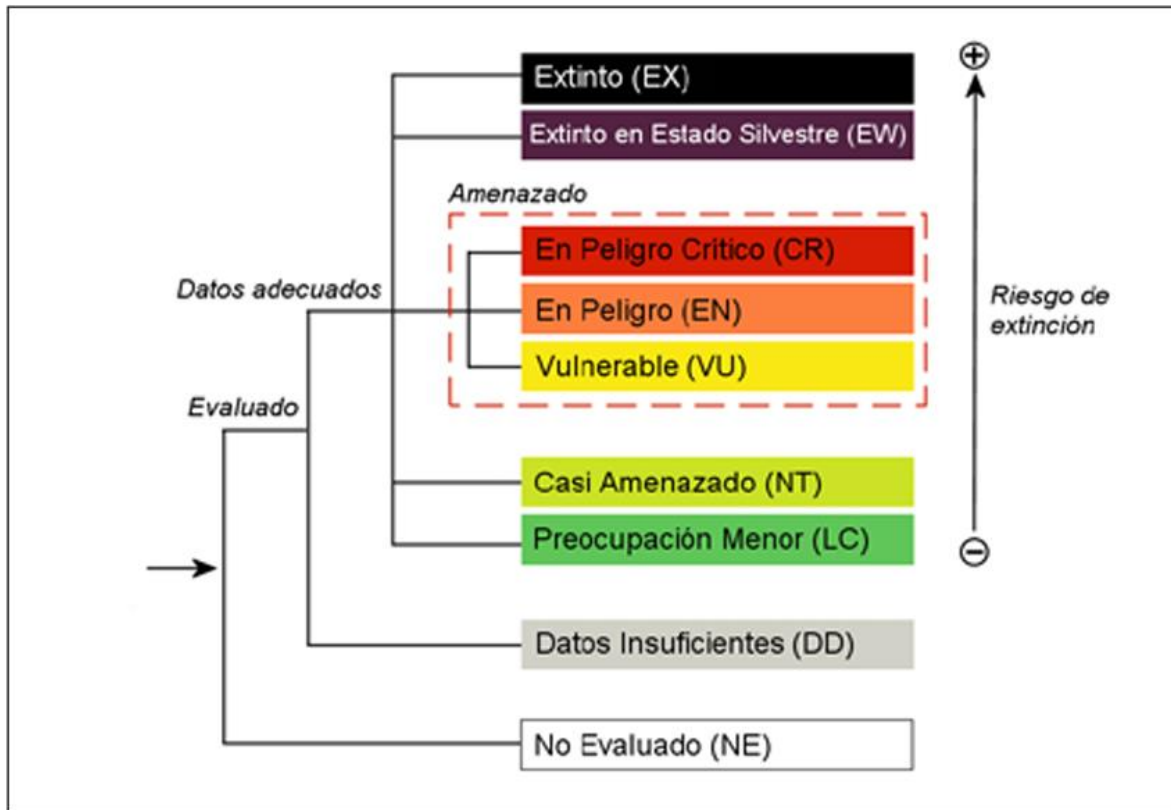 Extinto (EX)
Extinto en Estado Silvestre (EW)
Amenazado
En Peligro Crítico (CR)
Datos adecuados
En Peligro (EN)
Riesgo de
extinción
Vulnerable (VU)
Evaluado
Casi Amenazado (NT)
Preocupación Menor (LC)
Datos Insuficientes (DD)
No Evaluado (NE)